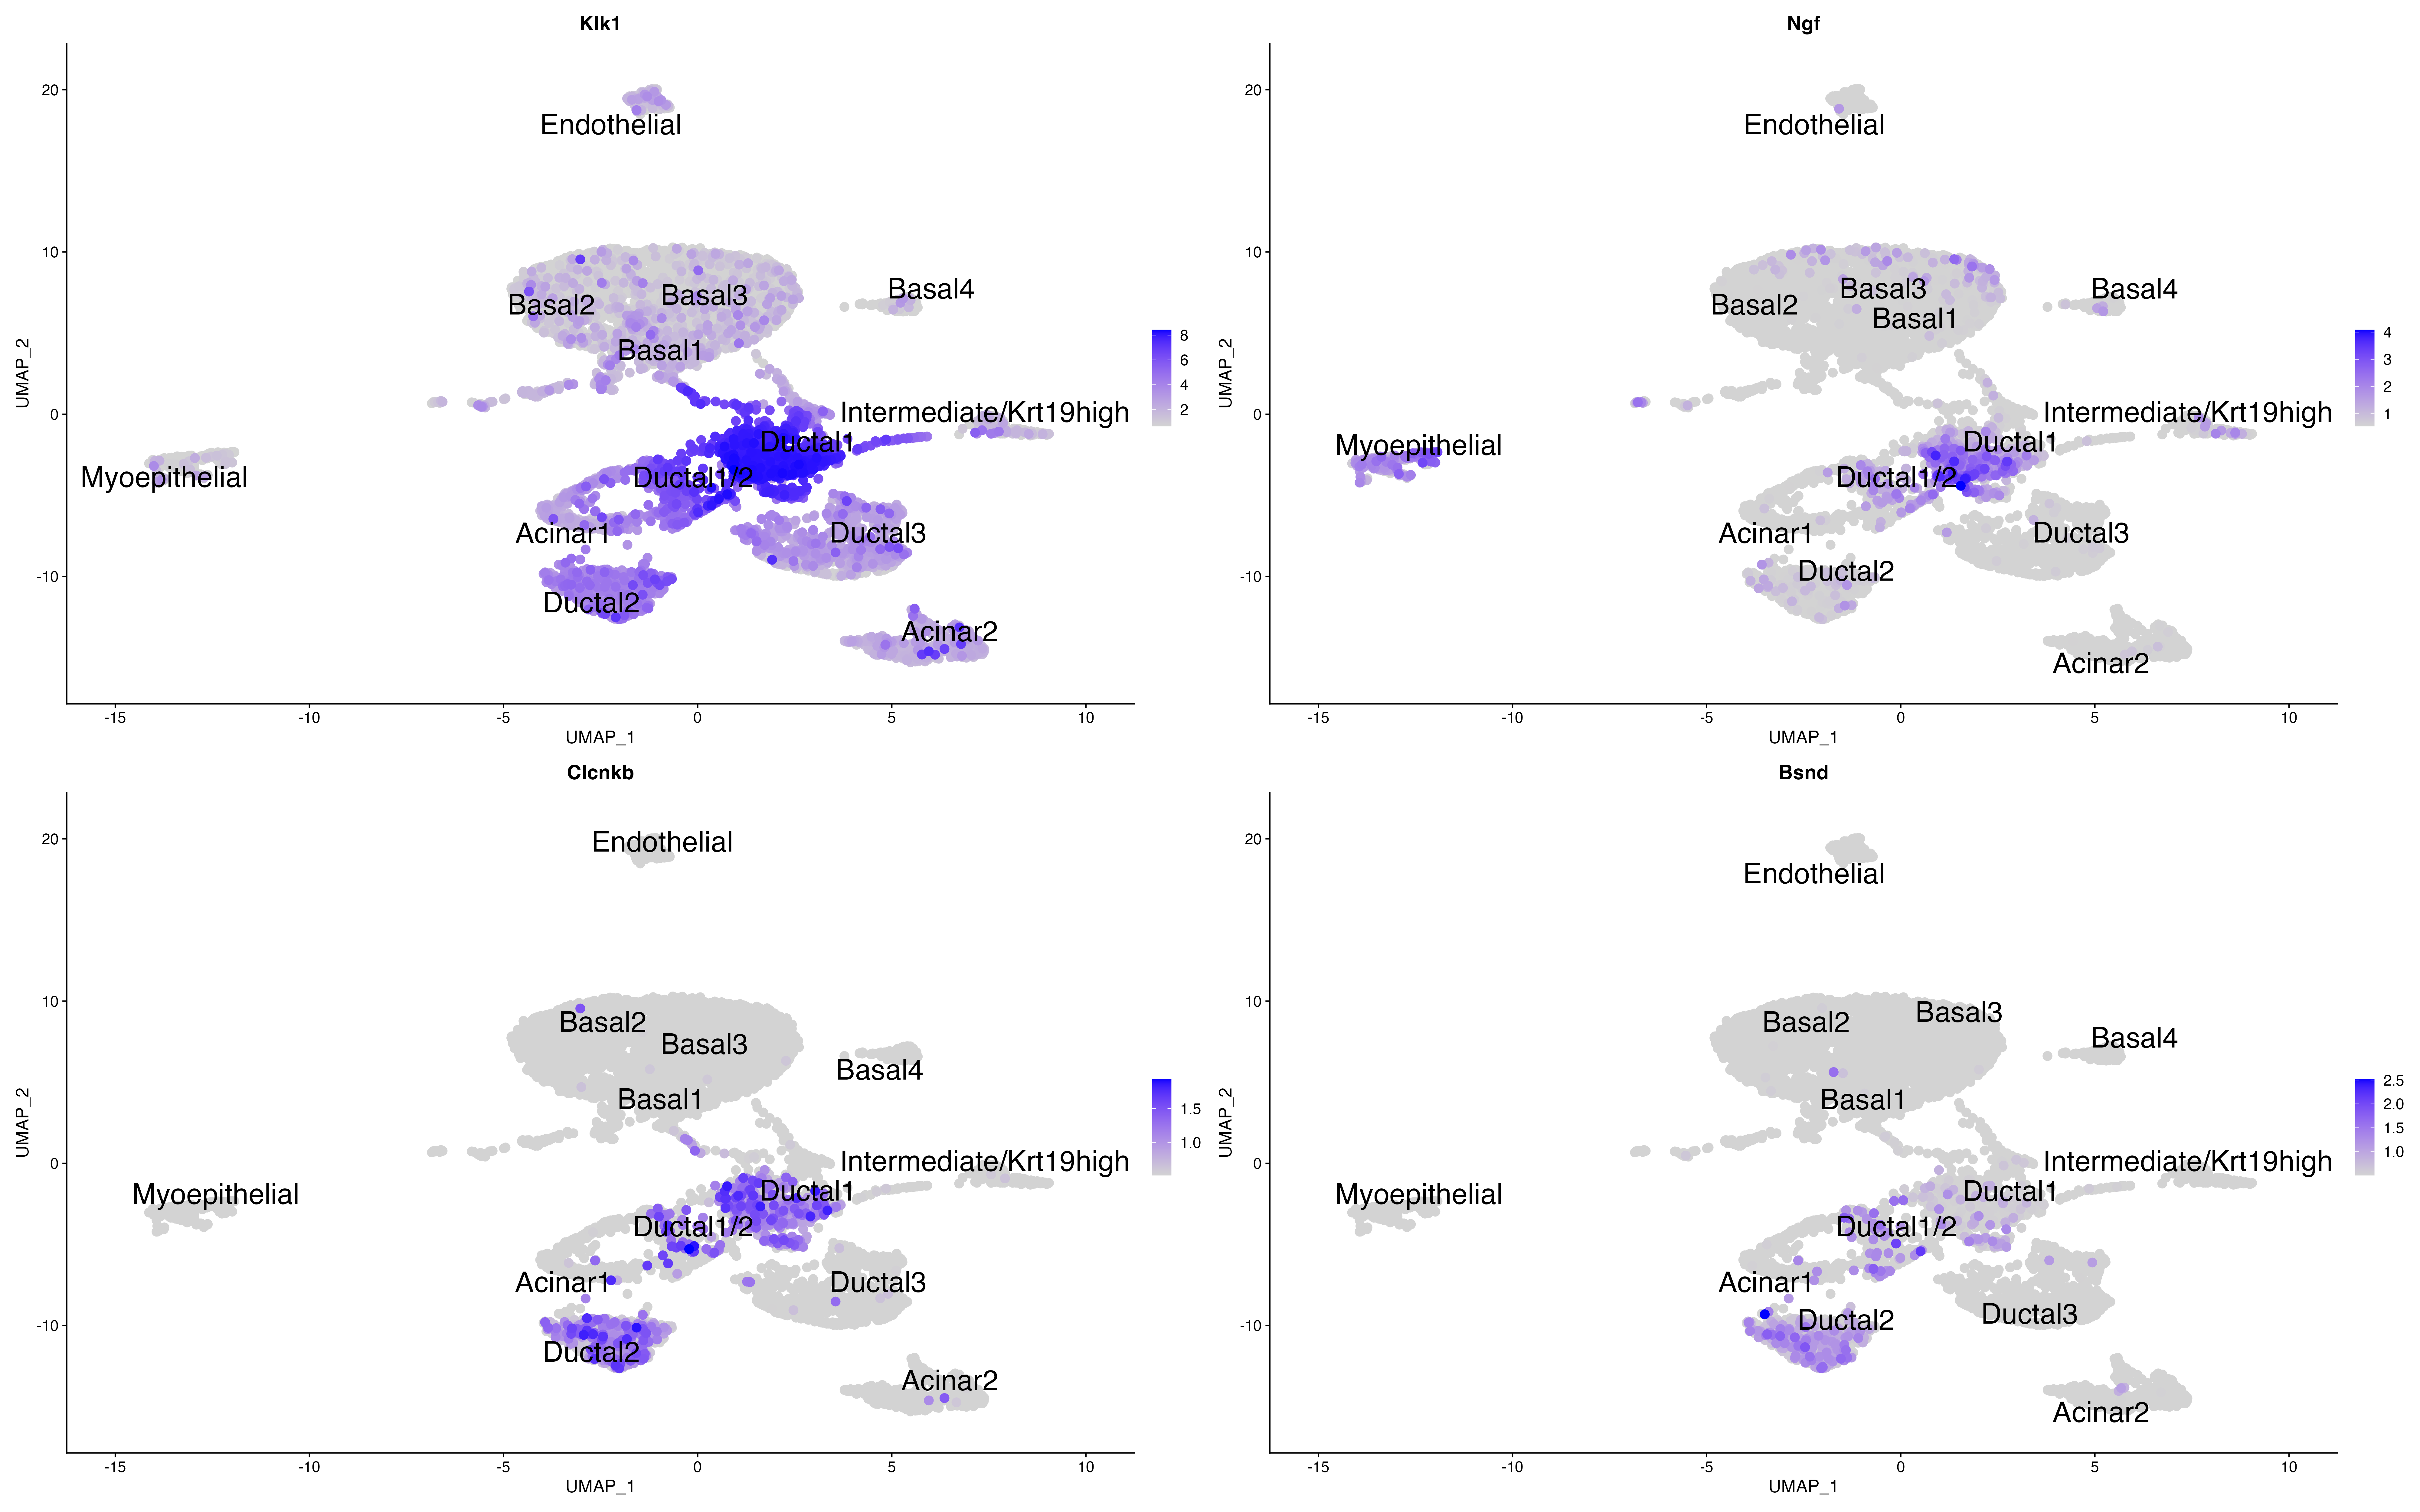 Klk1
UMAP_2
20
10
0
-10
Endothelial
Basal4
Basal3
Basal2
Basal1
Intermediate/Krt19high
Ductal1
Myoepithelial
Ductal1/2
Acinar1
Ductal3
Ductal2
Acinar2
8
6
4
2
-15
-10
-5
0
5
10
UMAP_1
Ngf
UMAP_2
20
10
0
-10
Endothelial
Basal3
Basal4
Basal2
Basal1
Intermediate/Krt19high
Myoepithelial
Ductal1
Ductal1/2
Acinar1
Ductal3
Ductal2
Acinar2
4
3
2
1
-15
-10
-5
0
5
10
UMAP_1
Clcnkb
UMAP_2
20
10
0
-10
Endothelial
Basal2
Basal3
Basal4
Basal1
Intermediate/Krt19high
Myoepithelial
Ductal1
Ductal1/2
Acinar1
Ductal3
Ductal2
Acinar2
1.5
1.0
-15
-10
-5
0
5
10
UMAP_1
Bsnd
UMAP_2
20
10
0
-10
Endothelial
Basal3
Basal2
Basal4
Basal1
Intermediate/Krt19high
Myoepithelial
Ductal1
Ductal1/2
Acinar1
Ductal3
Ductal2
Acinar2
2.5
2.0
1.5
1.0
-15
-10
-5
0
5
10
UMAP_1